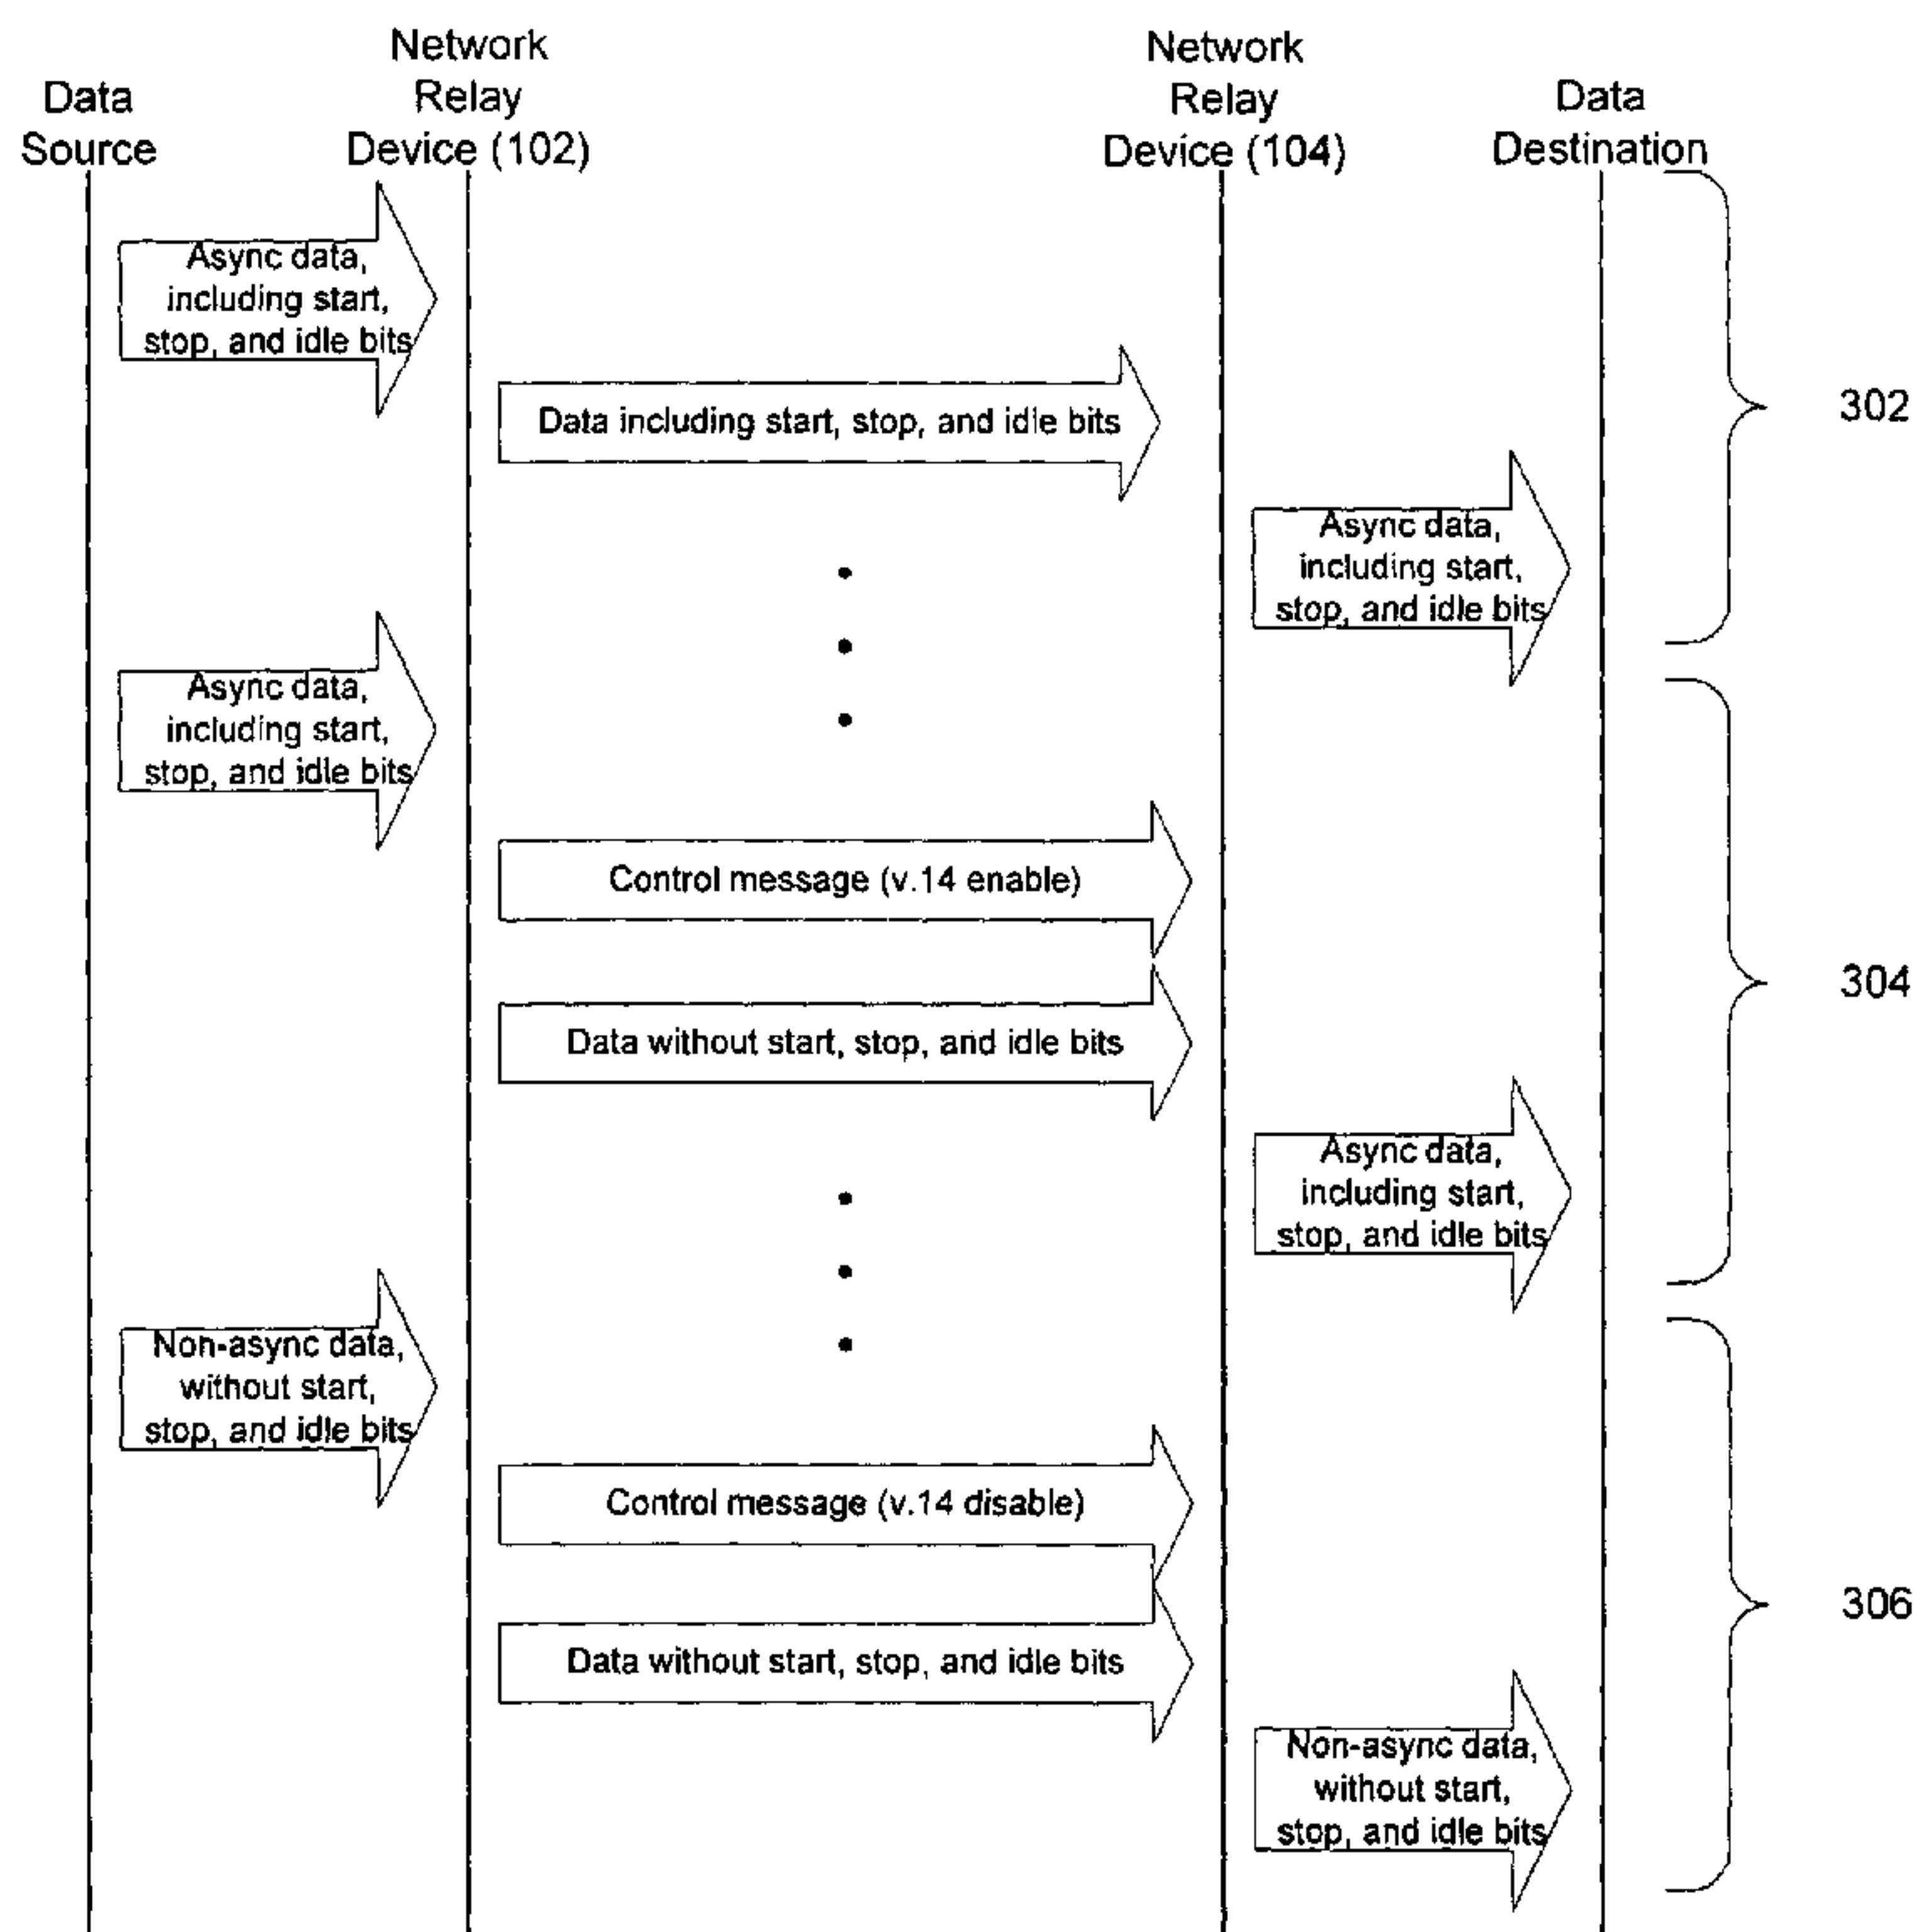 Data
Source
Network
Relay
Device (102)
Network
Relay
Device (104)
Data
Destination
Async data,
including start,
stop, and idle bits
Data including start, stop, and idle bits
302
Async data,
including start,
stop, and idle bits
Async data,
including start,
stop, and idle bits
Control message (v.14 enable)
304
Data without start, stop, and idle bits
Async data,
including start,
stop, and idle bits
Non-async data,
without start,
stop, and idle bits
Control message (v.14 disable)
306
Data without start, stop, and idle bits
Non-async data,
without start,
stop, and idle bits